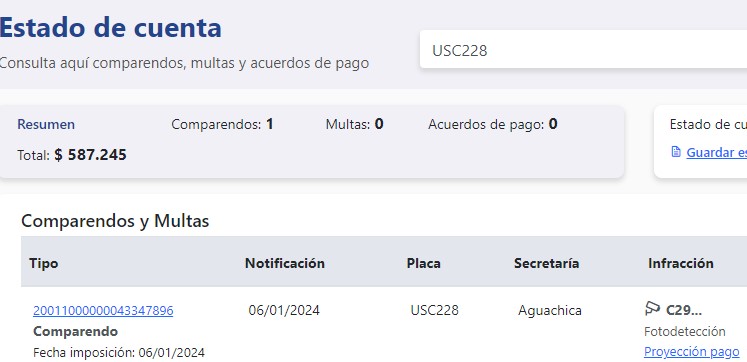 Estado de cuenta
Consulta aquí comparendos, multas y acuerdos de pago
USC228
Resumen Comparendos: 1 Multas: 0 Acuerdos de pago: 0
Total: $ 587.245
Estado de cu
Guardar es
Comparendos y Multas
Tipo Notificación Placa Secretaría Infracción
20011000000043347896 06/01/2024 USC228 Aguachica C29...
Comparendo Fotodetección
Fecha imposición: 06/01/2024 Proyección pago